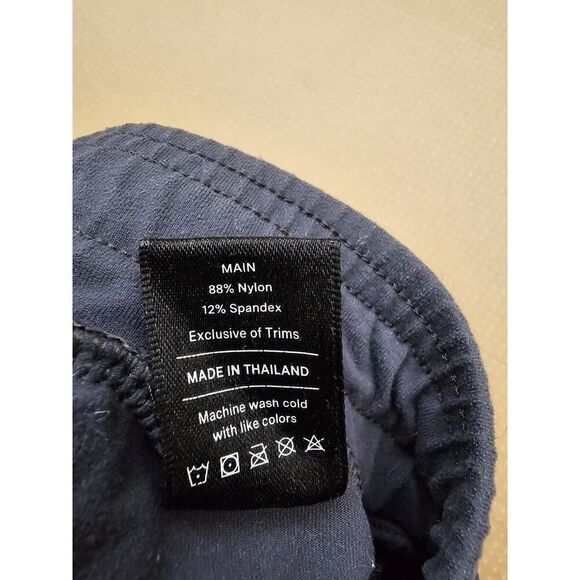 MAIN
88% Nylon
12% Spandex
Exclusive of Trims
MADE IN THAILAND
Machine wash cold
with like colors